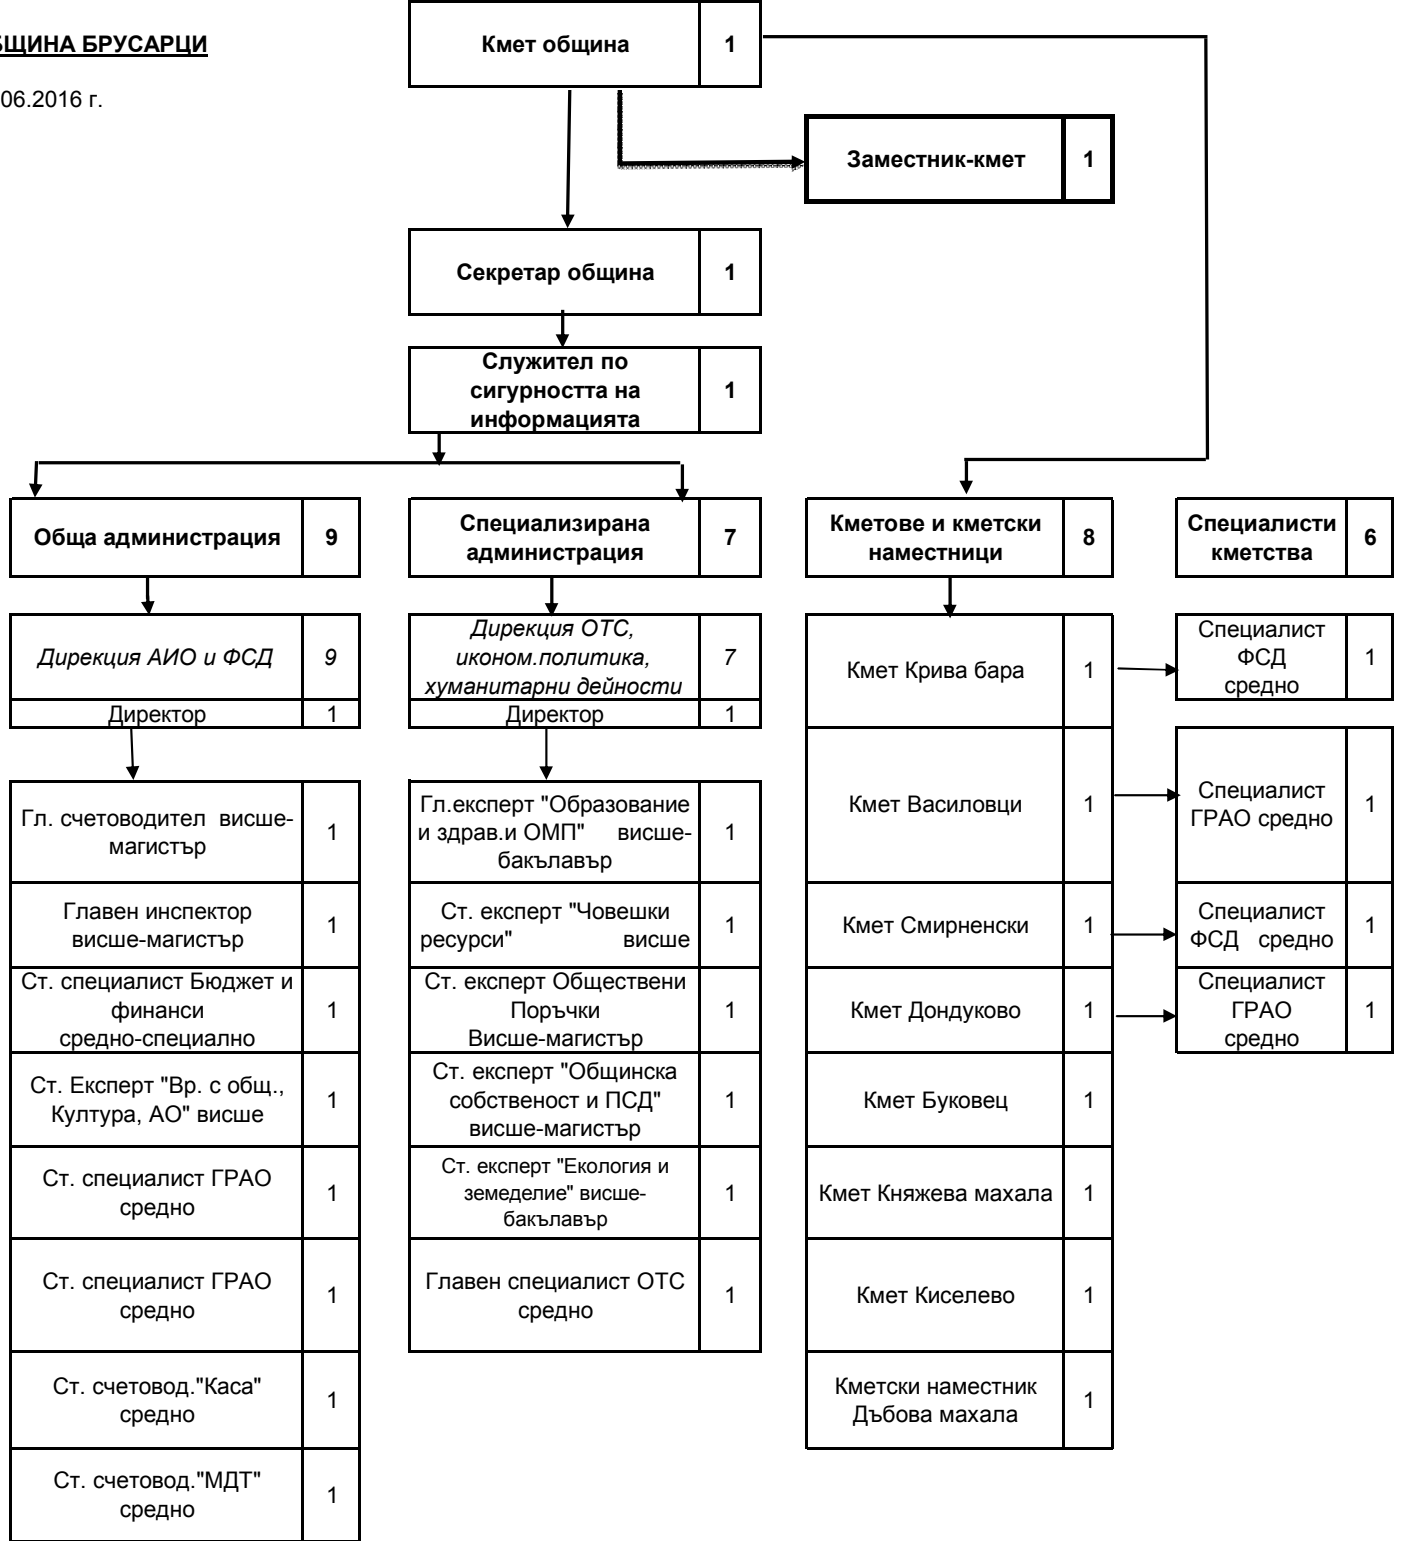 БЩИНА БРУСАРЦИ
06.2016 г.
Кмет община 1
Заместник-кмет 1
Секретар община 1
Служител по
сигурността на
информацията
1
Обща администрация 9
Специализирана
администрация
7
Кметове и кметски
наместници
8
Специалисти
кметства
6
Дирекция АИО и ФСД 9
Директор 1
Гл. счетоводител висше-
магистър
1
Главен инспектор
висше-магистър
1
Ст. специалист Бюджет и
финанси
средно-специално
1
Ст. Експерт "Вр. с общ.,
Култура, АО" висше
1
Ст. специалист ГРАО
средно
1
Ст. специалист ГРАО
средно
1
Ст. счетовод."Каса"
средно
1
Ст. счетовод."МДТ"
средно
1
Дирекция ОТС,
иконом.политика,
хуманитарни дейности
7
Директор 1
Гл.експерт "Образование
и здрав.и ОМП" висше-
бакълавър
1
Ст. експерт "Човешки
ресурси" висше
1
Ст. експерт Обществени
Поръчки
Висше-магистър
1
Ст. експерт "Общинска
собственост и ПСД"
висше-магистър
1
Ст. експерт "Екология и
земеделие" висше-
бакълавър
1
Главен специалист ОТС
средно
1
Кмет Крива бара 1
Кмет Василовци 1
Кмет Смирненски 1
Кмет Дондуково 1
Кмет Буковец 1
Кмет Княжева махала 1
Кмет Киселево 1
Кметски наместник
Дъбова махала
1
Специалист
ФСД
средно
1
Специалист
ГРАО средно
1
Специалист
ФСД средно
1
Специалист
ГРАО
средно
1